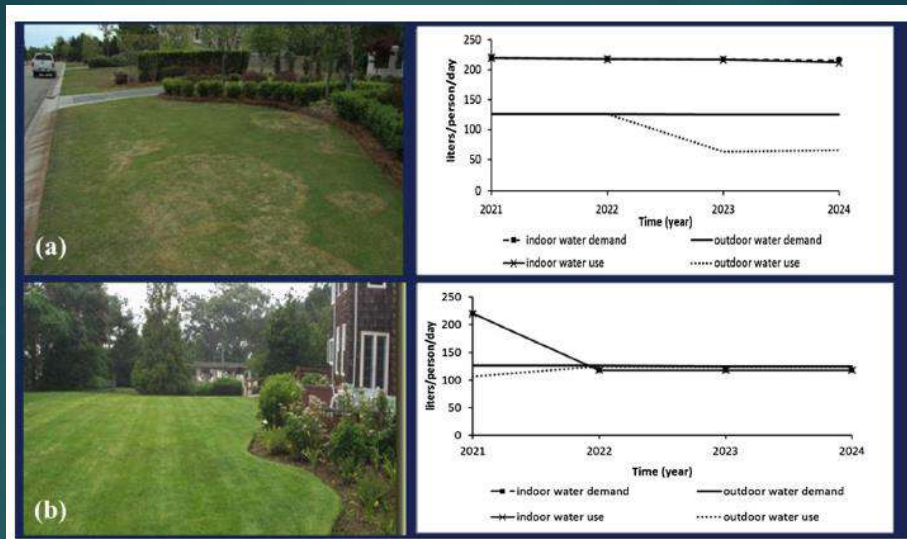 (a)
250
200
150
100
50
0
liters/person/day
2021 2022 2023 2024
Time (year)
indoor water demand outdoor water demand
indoor water use outdoor water use
(b)
250
200
150
100
50
0
liters/person/day
2021 2022 2023 2024
Time (year)
indoor water demand outdoor water demand
indoor water use outdoor water use